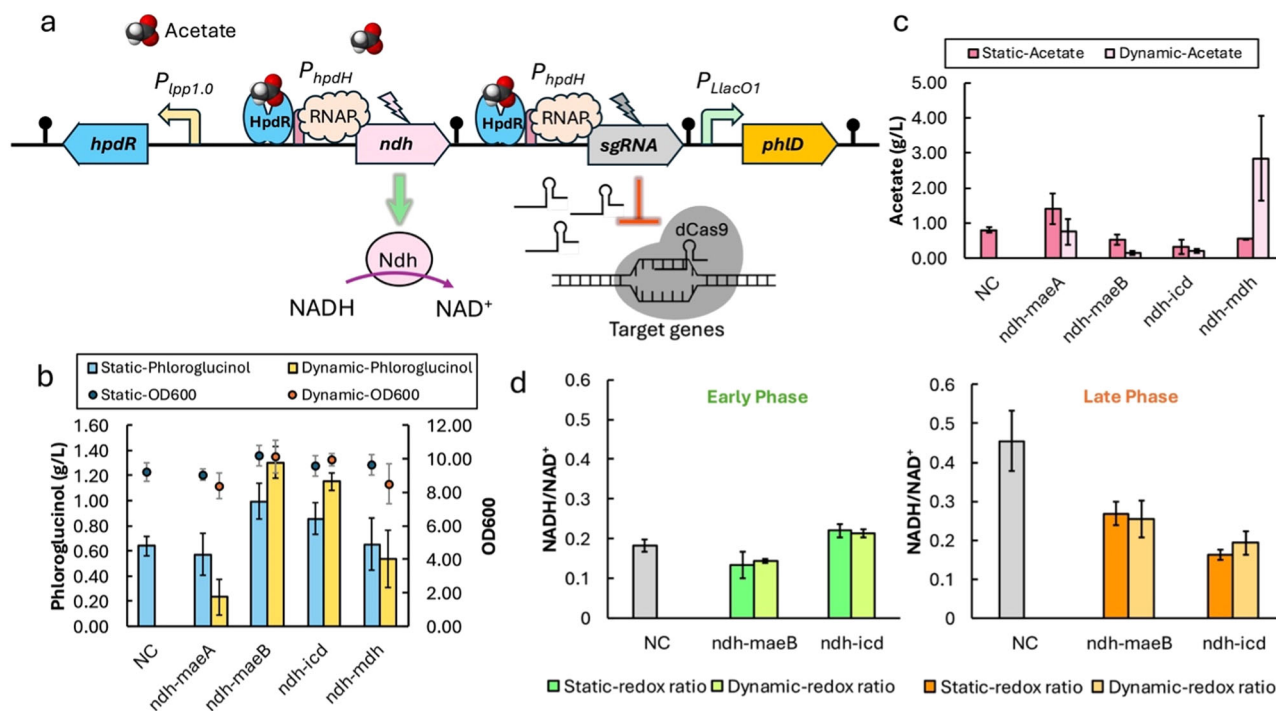 a
Acetate
P_lpp1.0
P_hpdH
P_hpdH
P_LlacO1
HpdR
RNAP
HpdR
RNAP
hpdR
ndh
sgRNA
phlD
Ndh
NADH
NAD⁺
dCas9
Target genes
b
Static-Phloroglucinol
Dynamic-Phloroglucinol
Static-OD600
Dynamic-OD600
Phloroglucinol (g/L)
1.60
1.40
1.20
1.00
0.80
0.60
0.40
0.20
0.00
12.00
10.00
8.00
6.00
4.00
2.00
0.00
OD600
NC
ndh-maeA
ndh-maeB
ndh-icd
ndh-mdh
c
Static-Acetate
Dynamic-Acetate
Acetate (g/L)
5.00
4.00
3.00
2.00
1.00
0.00
NC
ndh-maeA
ndh-maeB
ndh-icd
ndh-mdh
d
Early Phase
NADH/NAD⁺
0.6
0.5
0.4
0.3
0.2
0.1
0
NC
ndh-maeB
ndh-icd
Static-redox ratio
Dynamic-redox ratio
Late Phase
NADH/NAD⁺
0.6
0.5
0.4
0.3
0.2
0.1
0
NC
ndh-maeB
ndh-icd
Static-redox ratio
Dynamic-redox ratio